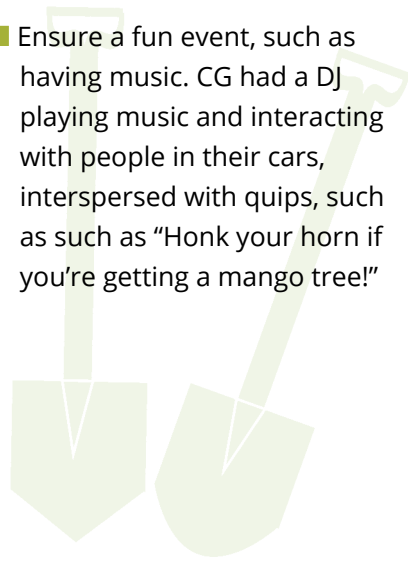 Ensure a fun event, such as
having music. CG had a DJ
playing music and interacting
with people in their cars,
interspersed with quips, such
as such as “Honk your horn if
you’re getting a mango tree!”